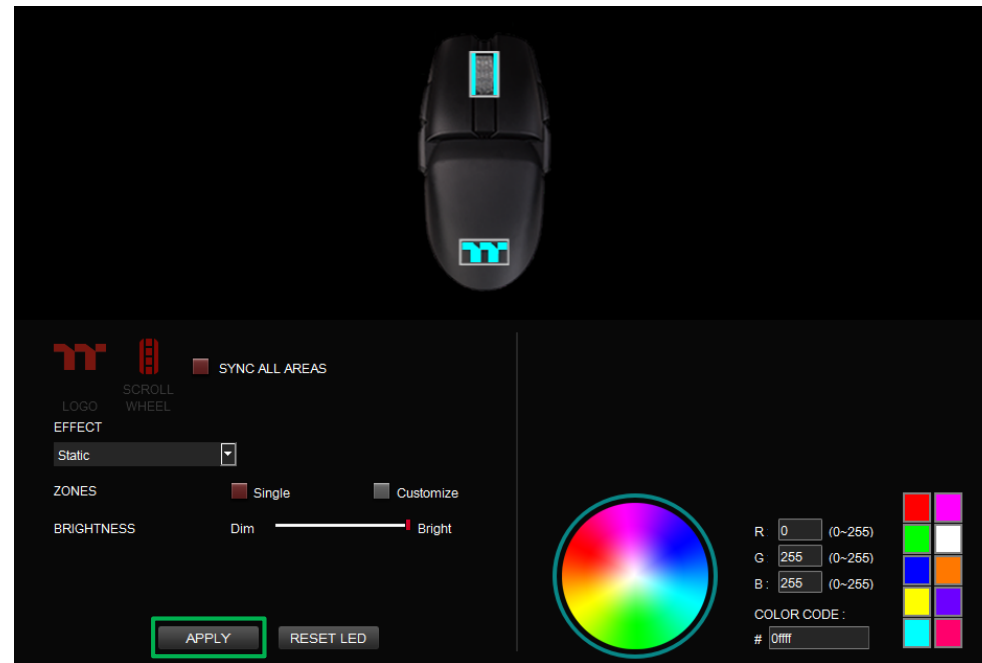 SYNC ALL AREAS
LOGO
SCROLL WHEEL
EFFECT
Static
ZONES Single Customize
BRIGHTNESS Dim Bright
APPLY RESET LED
R 0 (0~255)
G 255 (0~255)
B : 255 (0~255)
COLOR CODE :
# 0ffff